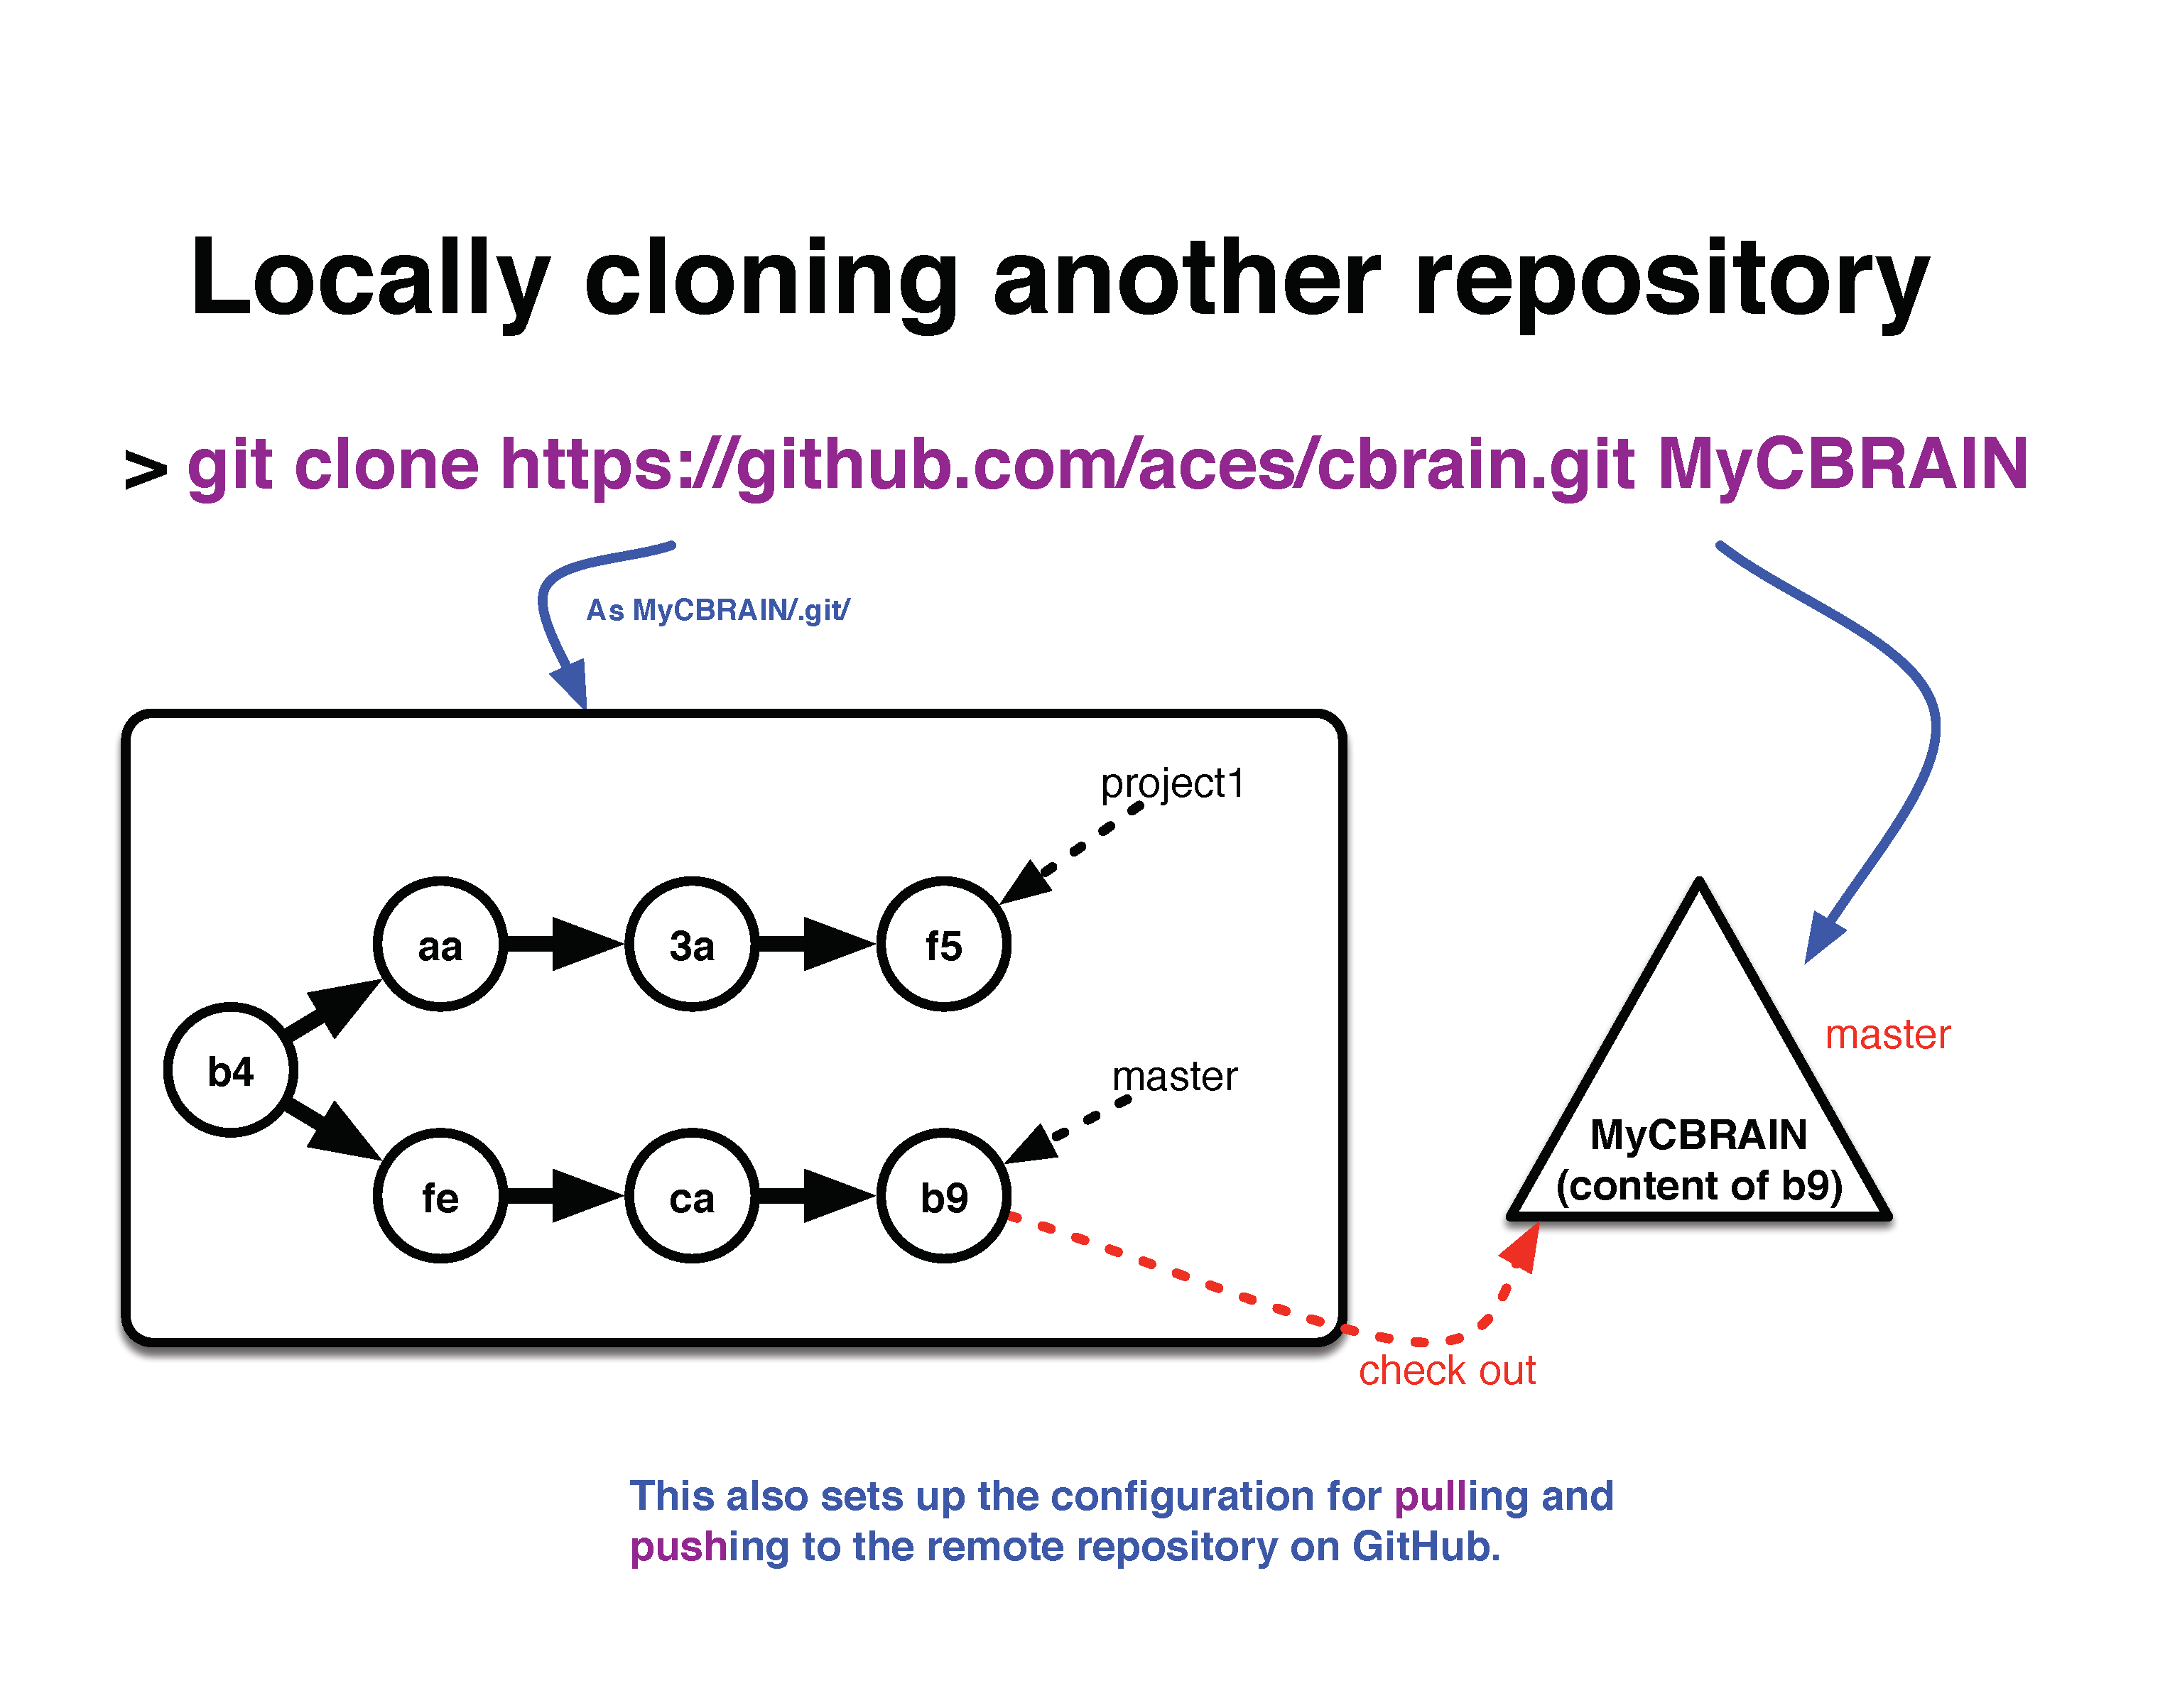 Locally cloning another repository
> git clone https://github.com/aces/cbrain.git MyCBRAIN
As MyCBRAIN/.git/
project1
aa
3a
f5
b4
master
fe
ca
b9
master
MyCBRAIN
(content of b9)
check out
This also sets up the configuration for pulling and
pushing to the remote repository on GitHub.